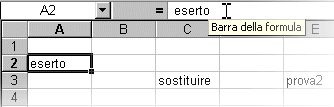 A2 = eserto
Barra della formula
A B C E
1
2 eserto
3 sostituire prova2